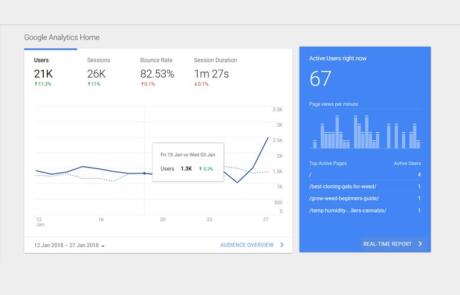 Google Analytics Home
Users
Sessions
Bounce Rate
Session Duration
21K
26K
82.53%
1m 27s
↑11.3%
↑11%
↑0.1%
↓0.1%
3.5K
3K
2.5K
2K
1.5K
1K
500
0
Fri 19 Jan vs Wed 03 Jan
Users 1.3K ↑ 0.2%
12
Jan
16
20
23
27
12 Jan 2018 – 27 Jan 2018
AUDIENCE OVERVIEW
Active Users right now
67
Page views per minute
Top Active Pages
Active Users
/ 4
/best-cloning-gels-for-weed/ 1
/grow-weed-beginners-guide/ 1
/temp humidity-...llers-cannabis/ 1
REAL-TIME REPORT